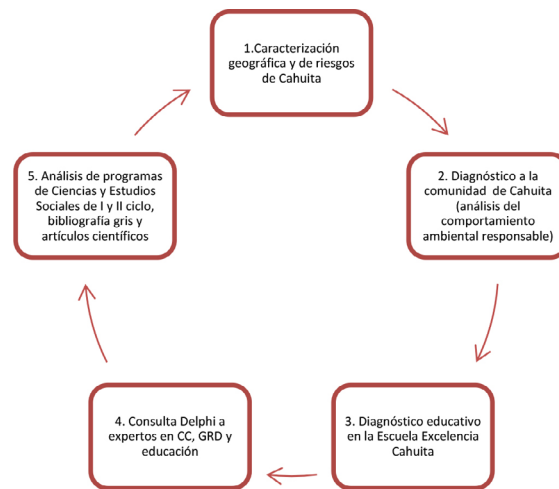 1.Caracterización
geográfica y de riesgos
de Cahuita
2. Diagnóstico a la
comunidad de Cahuita
(análisis del
comportamiento
ambiental responsable)
3. Diagnóstico educativo
en la Escuela Excelencia
Cahuita
4. Consulta Delphi a
expertos en CC, GRD y
educación
5. Análisis de programas
de Ciencias y Estudios
Sociales de I y II ciclo,
bibliografía gris y
artículos científicos